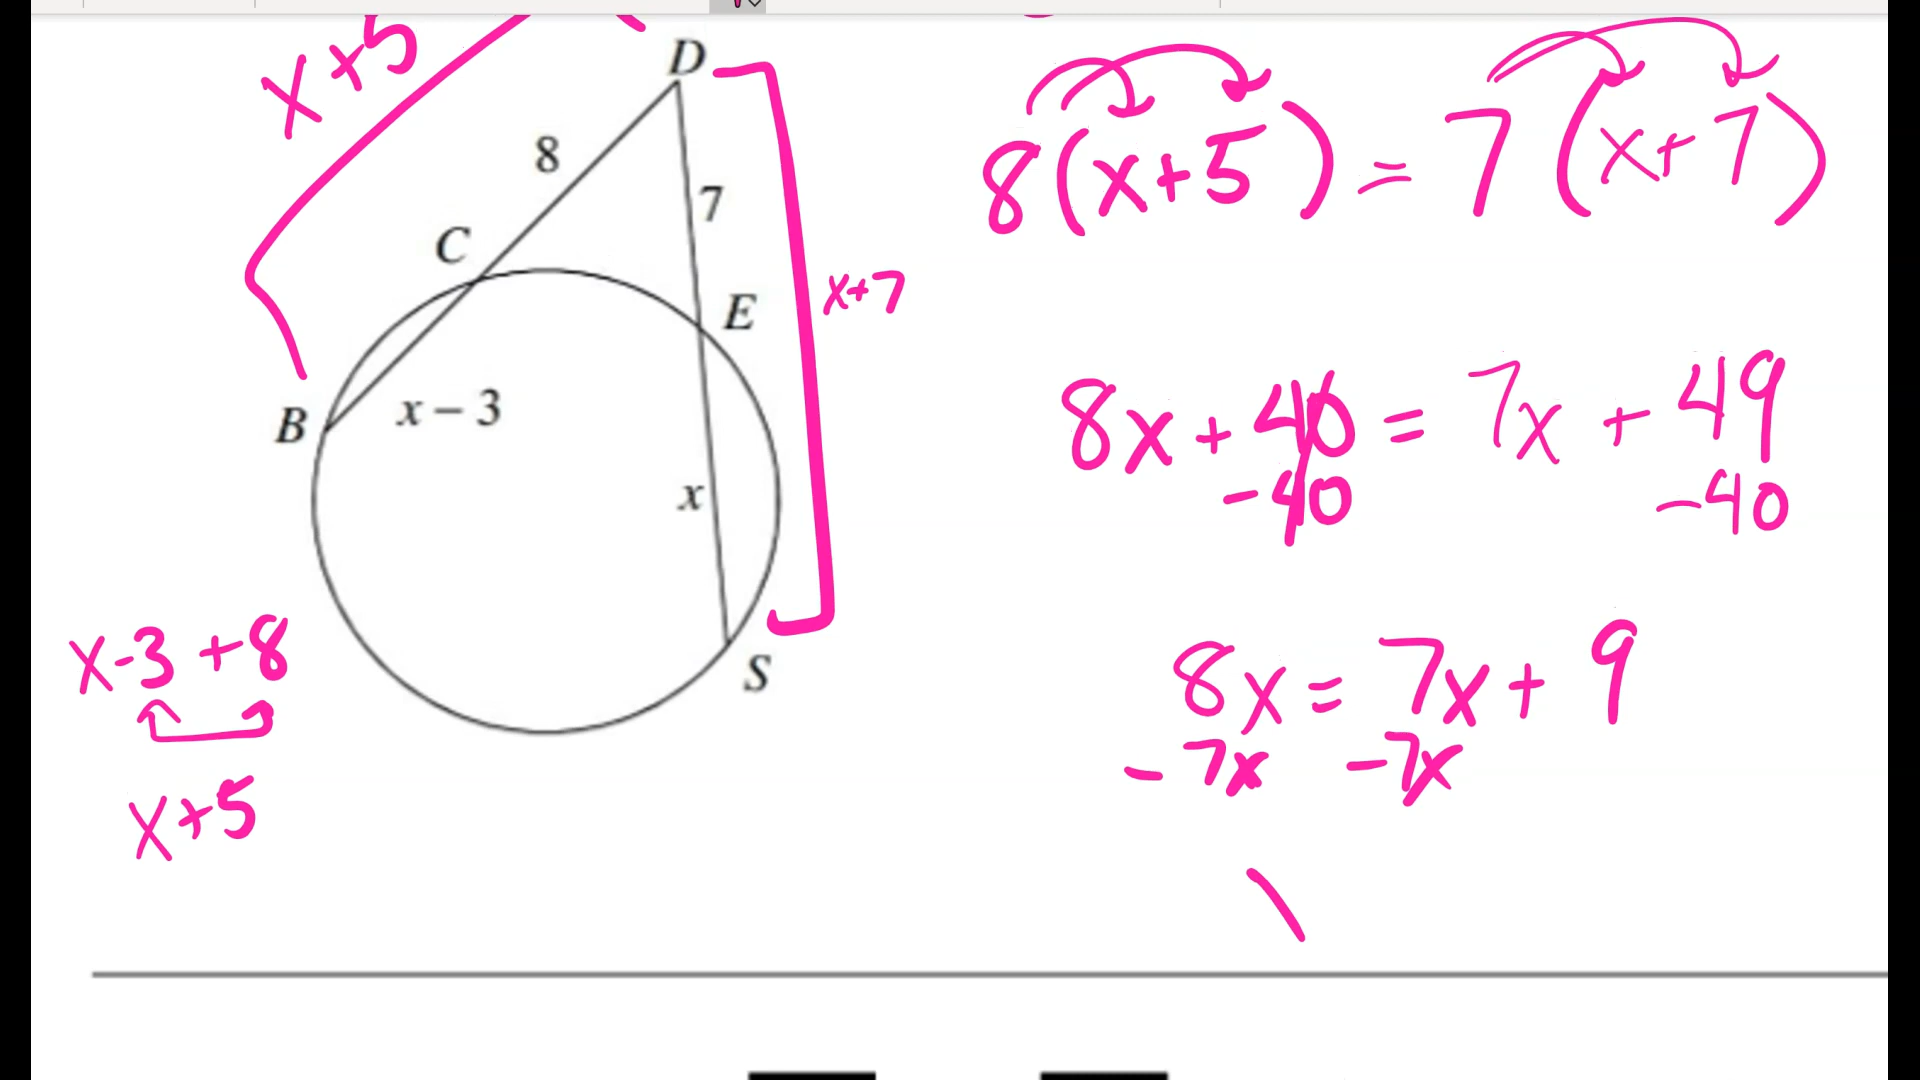 x+5
D
8
7
C
E
x+7
B
x – 3
x
S
x-3 +8
x+5
8(x+5) = 7(x+7)
8x + 40 = 7x + 49
-40 -40
8x = 7x + 9
- 7x -7x